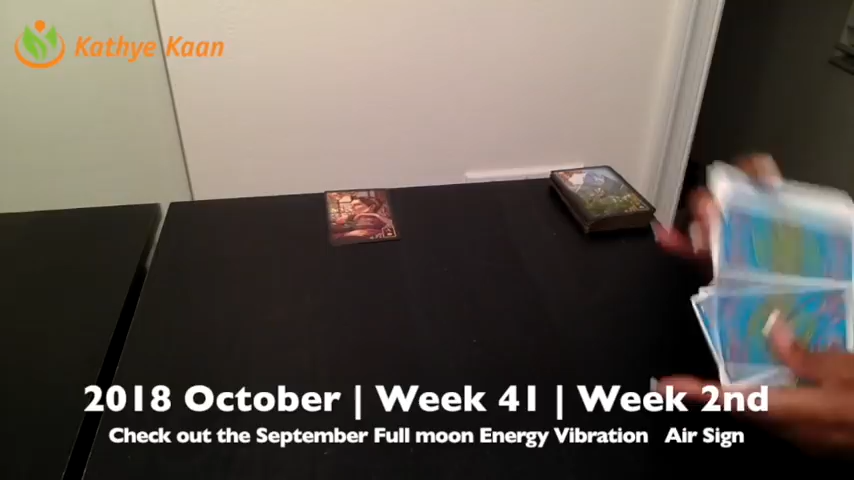 Kathye Kaan
2018 October | Week 41 | Week 2nd
Check out the September Full moon Energy Vibration Air Sign